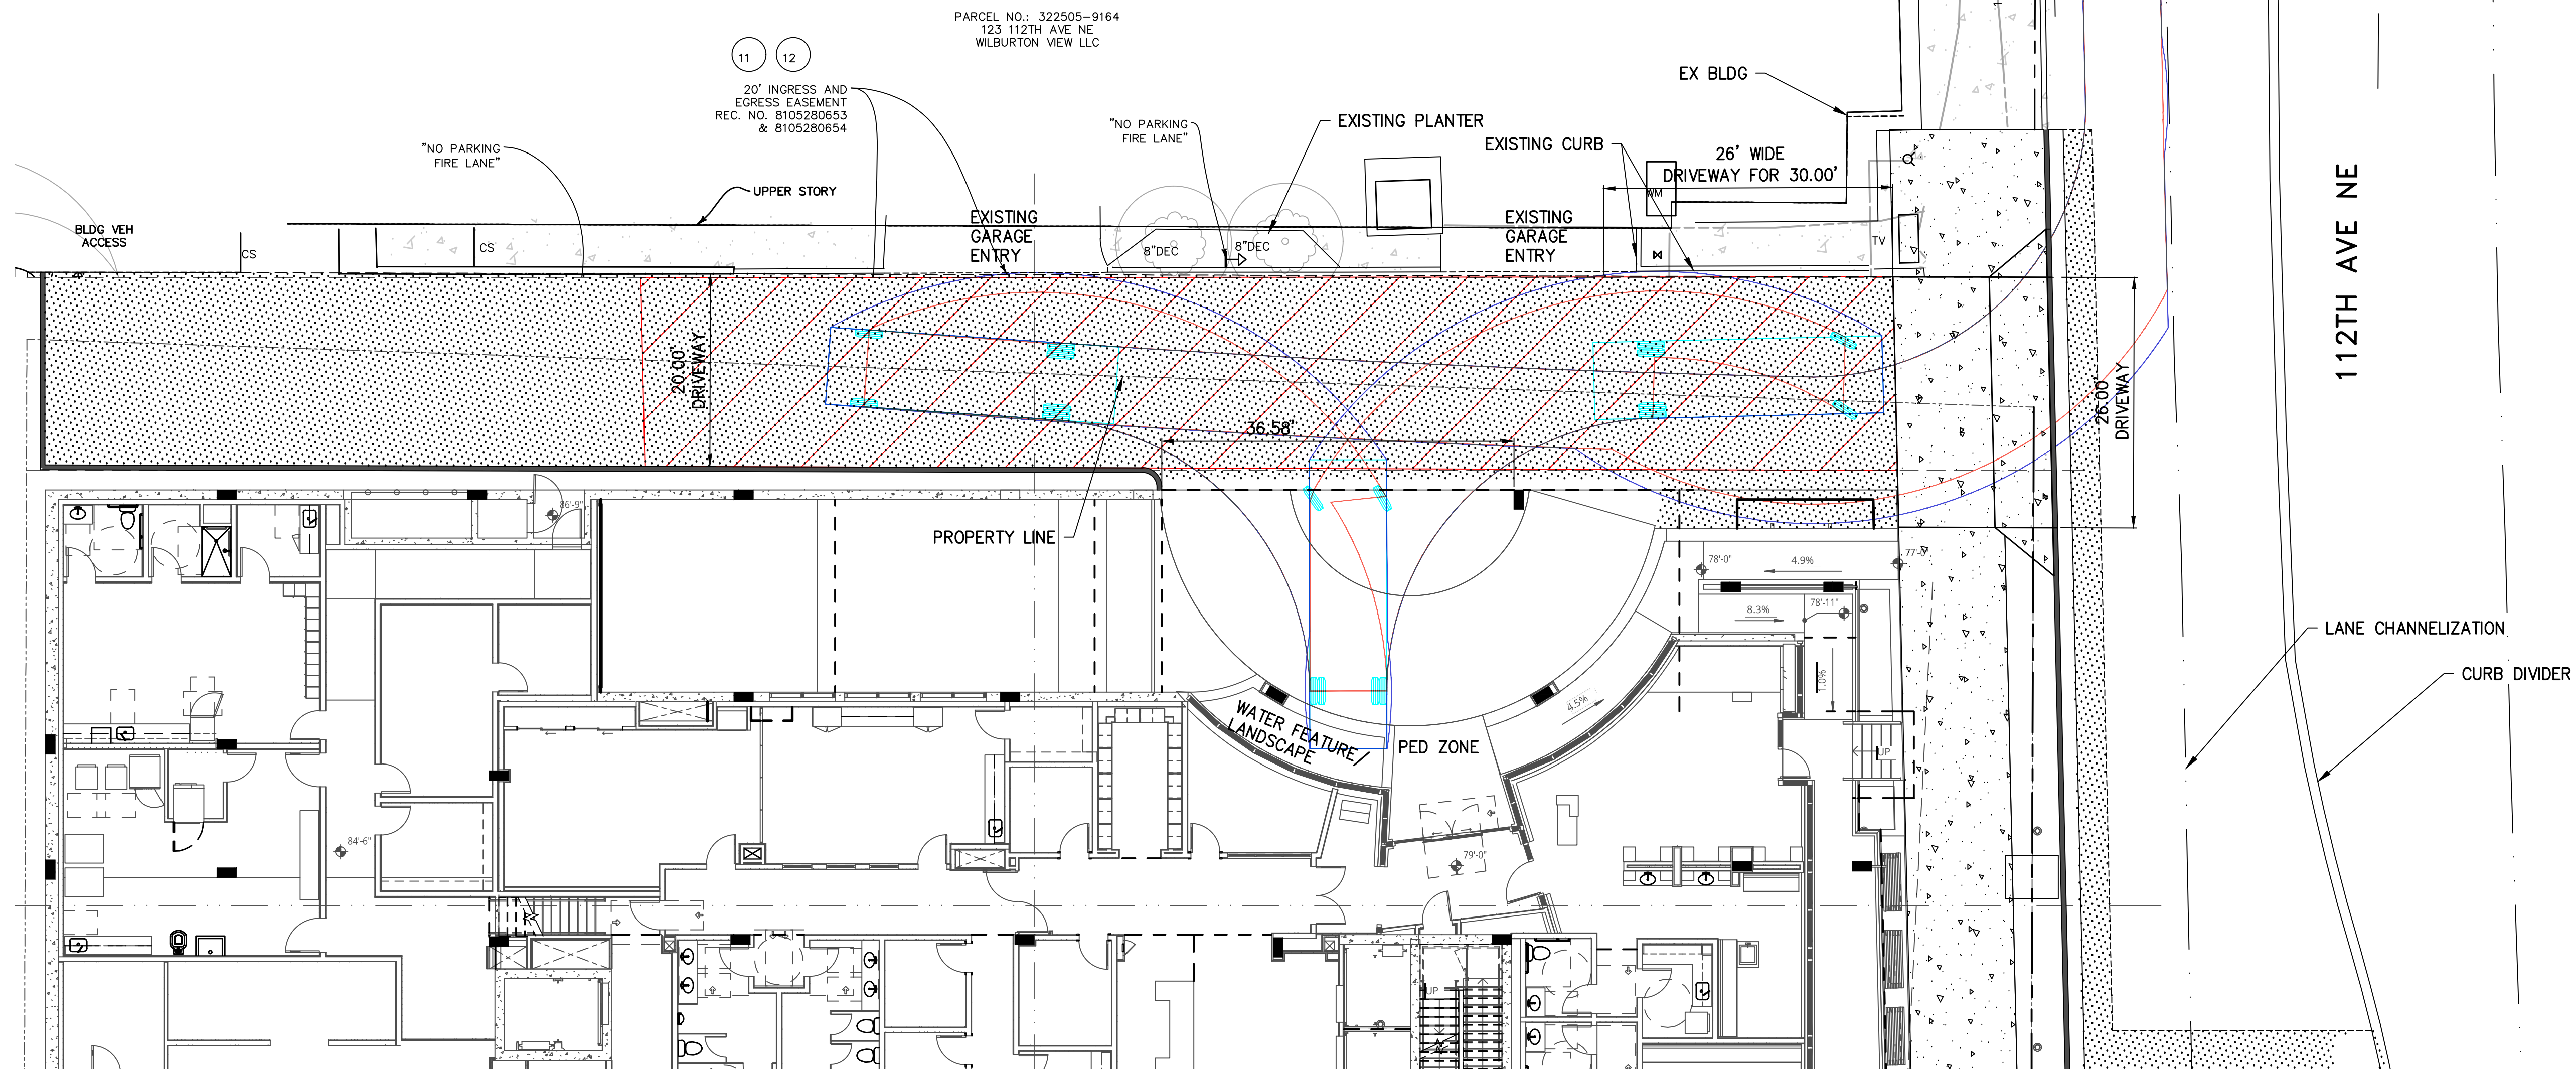 PARCEL NO.: 322505-9164
123 112TH AVE NE
WILBURTON VIEW LLC
11
12
20' INGRESS AND
EGRESS EASEMENT
REC. NO. 8105280653
& 8105280654
"NO PARKING
FIRE LANE"
"NO PARKING
FIRE LANE"
EXISTING PLANTER
EXISTING CURB
EX BLDG
26' WIDE
DRIVEWAY FOR 30.00'
WM
UPPER STORY
BLDG VEH
ACCESS
CS
CS
EXISTING
GARAGE
ENTRY
8"DEC
8"DEC
EXISTING
GARAGE
ENTRY
TV
112TH AVE NE
20.00'
DRIVEWAY
26.00'
DRIVEWAY
36.58'
PROPERTY LINE
86'-9"
78'-0"
4.9%
8.3%
78'-11"
1.0%
4.5%
LANE CHANNELIZATION
CURB DIVIDER
WATER FEATURE/
LANDSCAPE
PED ZONE
UP
84'-6"
79'-0"
UP